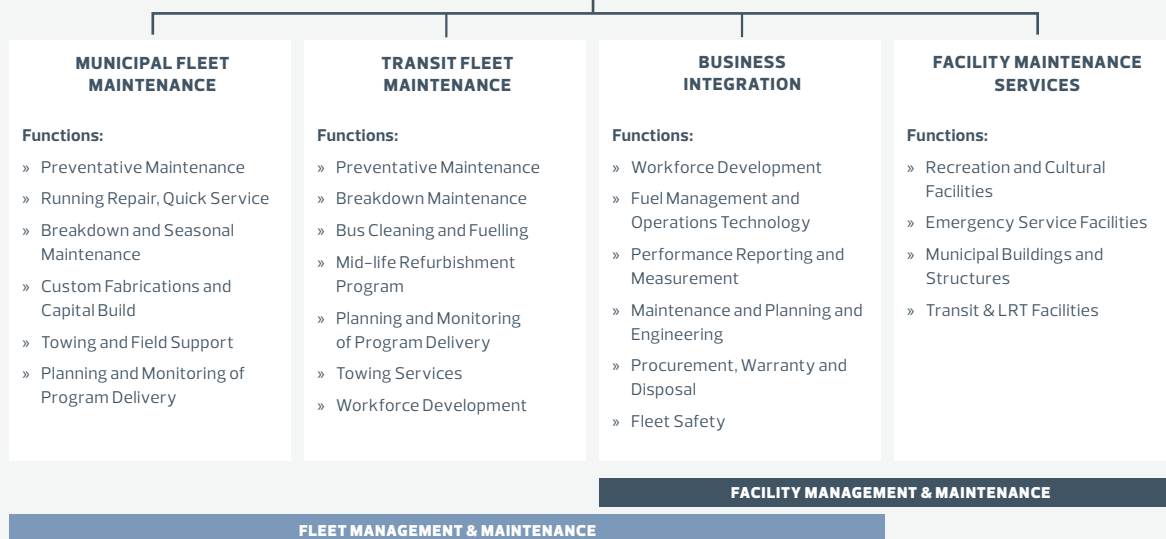 MUNICIPAL FLEET
MAINTENANCE
Functions:
» Preventative Maintenance
» Running Repair, Quick Service
» Breakdown and Seasonal
Maintenance
» Custom Fabrications and
Capital Build
» Towing and Field Support
» Planning and Monitoring of
Program Delivery
TRANSIT FLEET
MAINTENANCE
Functions:
» Preventative Maintenance
» Breakdown Maintenance
» Bus Cleaning and Fuelling
» Mid-life Refurbishment
Program
» Planning and Monitoring
of Program Delivery
» Towing Services
» Workforce Development
BUSINESS
INTEGRATION
Functions:
» Workforce Development
» Fuel Management and
Operations Technology
» Performance Reporting and
Measurement
» Maintenance and Planning and
Engineering
» Procurement, Warranty and
Disposal
» Fleet Safety
FACILITY MAINTENANCE
SERVICES
Functions:
» Recreation and Cultural
Facilities
» Emergency Service Facilities
» Municipal Buildings and
Structures
» Transit & LRT Facilities
FACILITY MANAGEMENT & MAINTENANCE
FLEET MANAGEMENT & MAINTENANCE